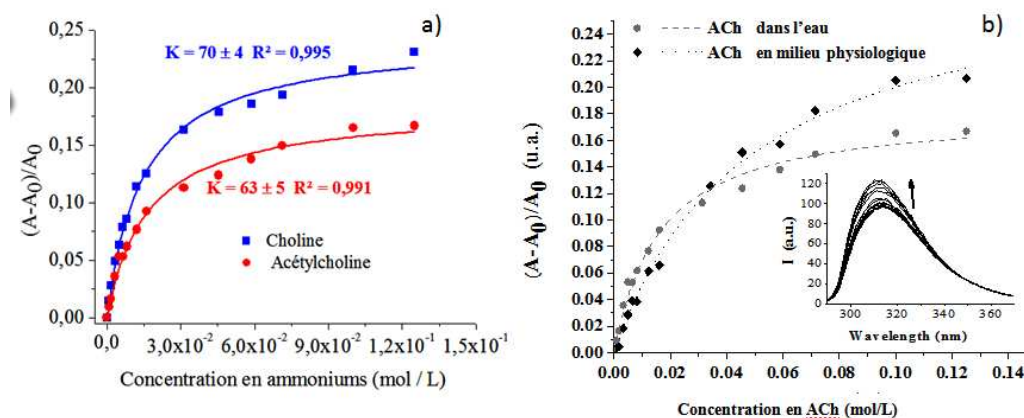 a)
K = 70 ± 4 R² = 0,995
K = 63 ± 5 R² = 0,991
Choline
Acétylcholine
(A-A₀)/A₀
0,25
0,20
0,15
0,10
0,05
0,00
0,0 3,0x10⁻² 6,0x10⁻² 9,0x10⁻² 1,2x10⁻¹ 1,5x10⁻¹
Concentration en ammoniums (mol / L)
b)
ACh dans l'eau
ACh en milieu physiologique
(A-A₀)/A₀ (u.a.)
0.24
0.22
0.20
0.18
0.16
0.14
0.12
0.10
0.08
0.06
0.04
0.02
0.00
0.00 0.02 0.04 0.06 0.08 0.10 0.12 0.14
Concentration en ACh (mol/L)
I (a.u.)
120
100
80
60
40
20
0
300 320 340 360
Wavelength (nm)